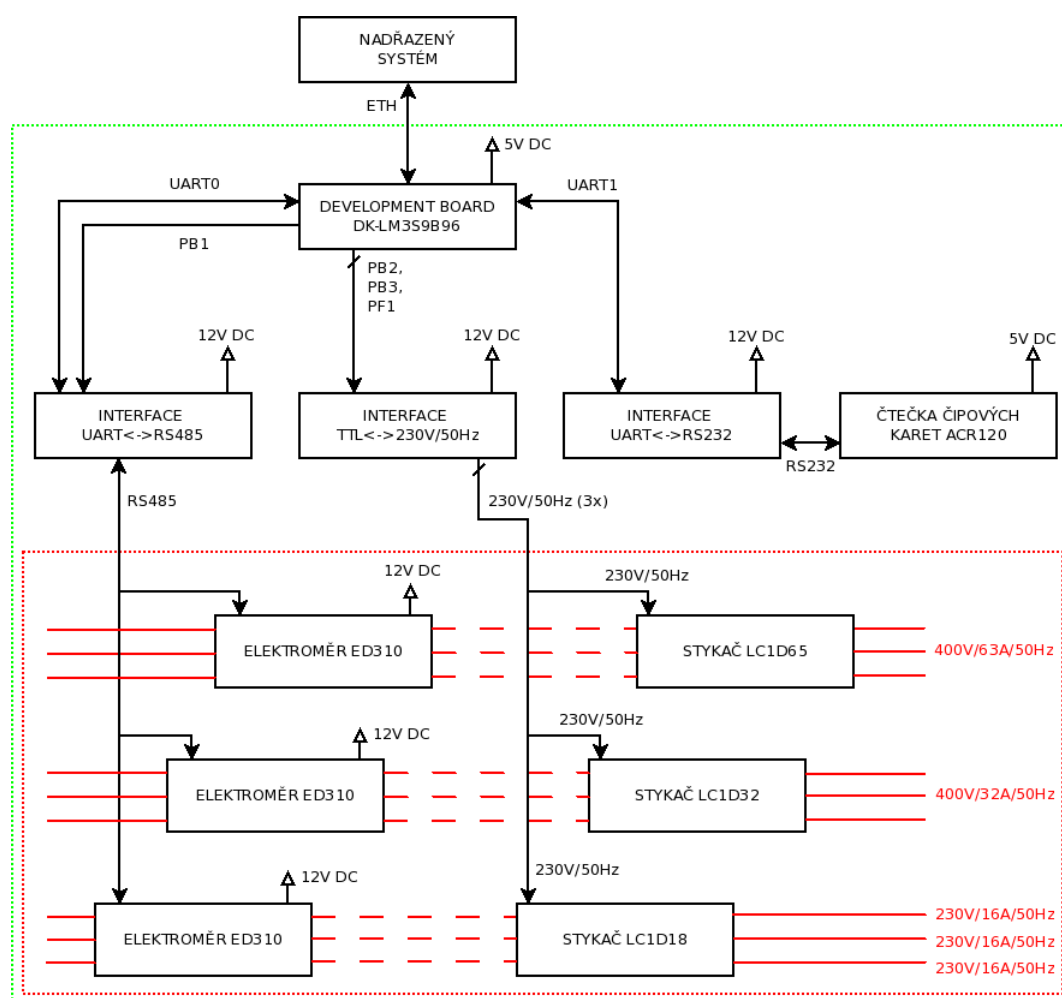 NADŘAZENÝ
SYSTÉM
ETH
5V DC
UART0
UART1
DEVELOPMENT BOARD
DK-LM3S9B96
PB1
PB2,
PB3,
PF1
12V DC
12V DC
12V DC
5V DC
INTERFACE
UART<->RS485
INTERFACE
TTL<->230V/50Hz
INTERFACE
UART<->RS232
ČTEČKA ČIPOVÝCH
KARET ACR120
RS232
RS485
230V/50Hz (3x)
12V DC
230V/50Hz
ELEKTROMĚR ED310
STYKAČ LC1D65
400V/63A/50Hz
230V/50Hz
12V DC
ELEKTROMĚR ED310
STYKAČ LC1D32
400V/32A/50Hz
230V/50Hz
12V DC
ELEKTROMĚR ED310
STYKAČ LC1D18
230V/16A/50Hz
230V/16A/50Hz
230V/16A/50Hz